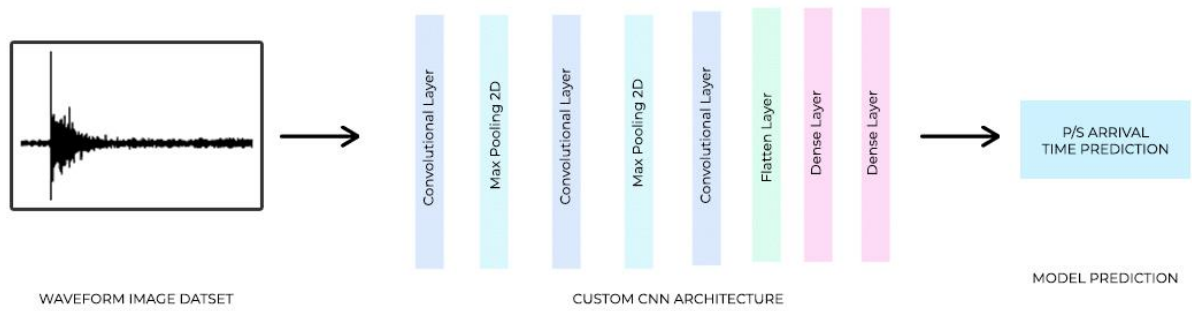 Convolutional Layer
Max Pooling 2D
Convolutional Layer
Max Pooling 2D
Convolutional Layer
Flatten Layer
Dense Layer
Dense Layer
P/S ARRIVAL
TIME PREDICTION
WAVEFORM IMAGE DATSET
CUSTOM CNN ARCHITECTURE
MODEL PREDICTION